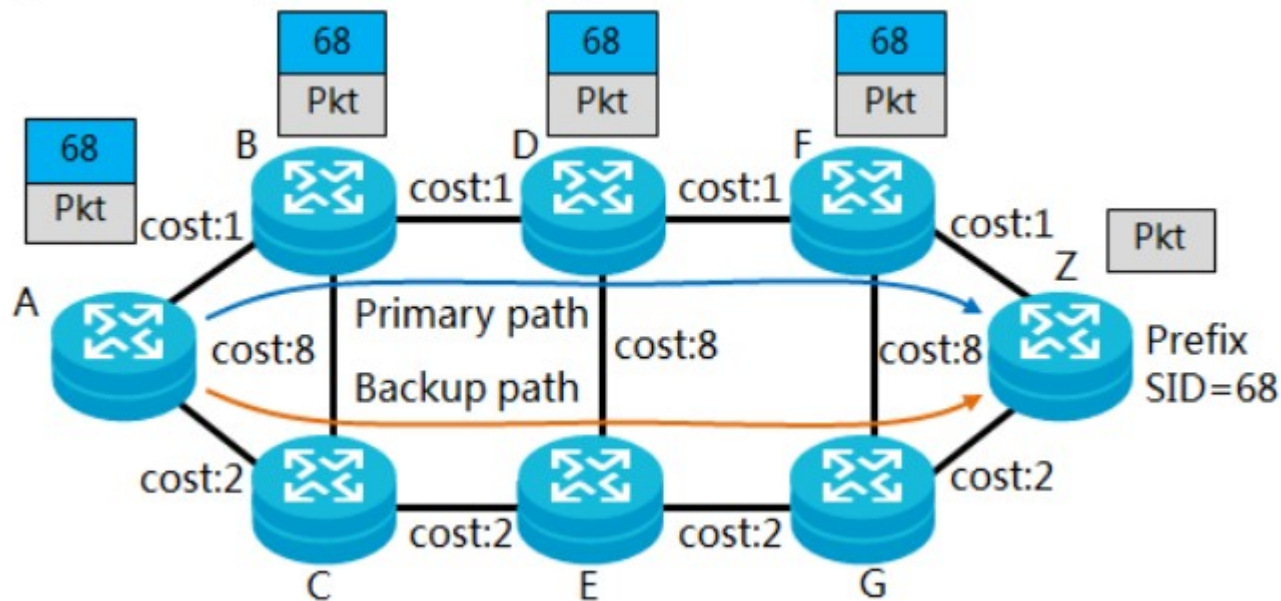 68
Pkt
68
Pkt
68
Pkt
68
Pkt
B
D
F
cost:1
cost:1
cost:1
cost:1
Pkt
Z
A
Primary path
cost:8
cost:8
cost:8
Prefix
SID=68
Backup path
cost:2
cost:2
cost:2
cost:2
C
E
G